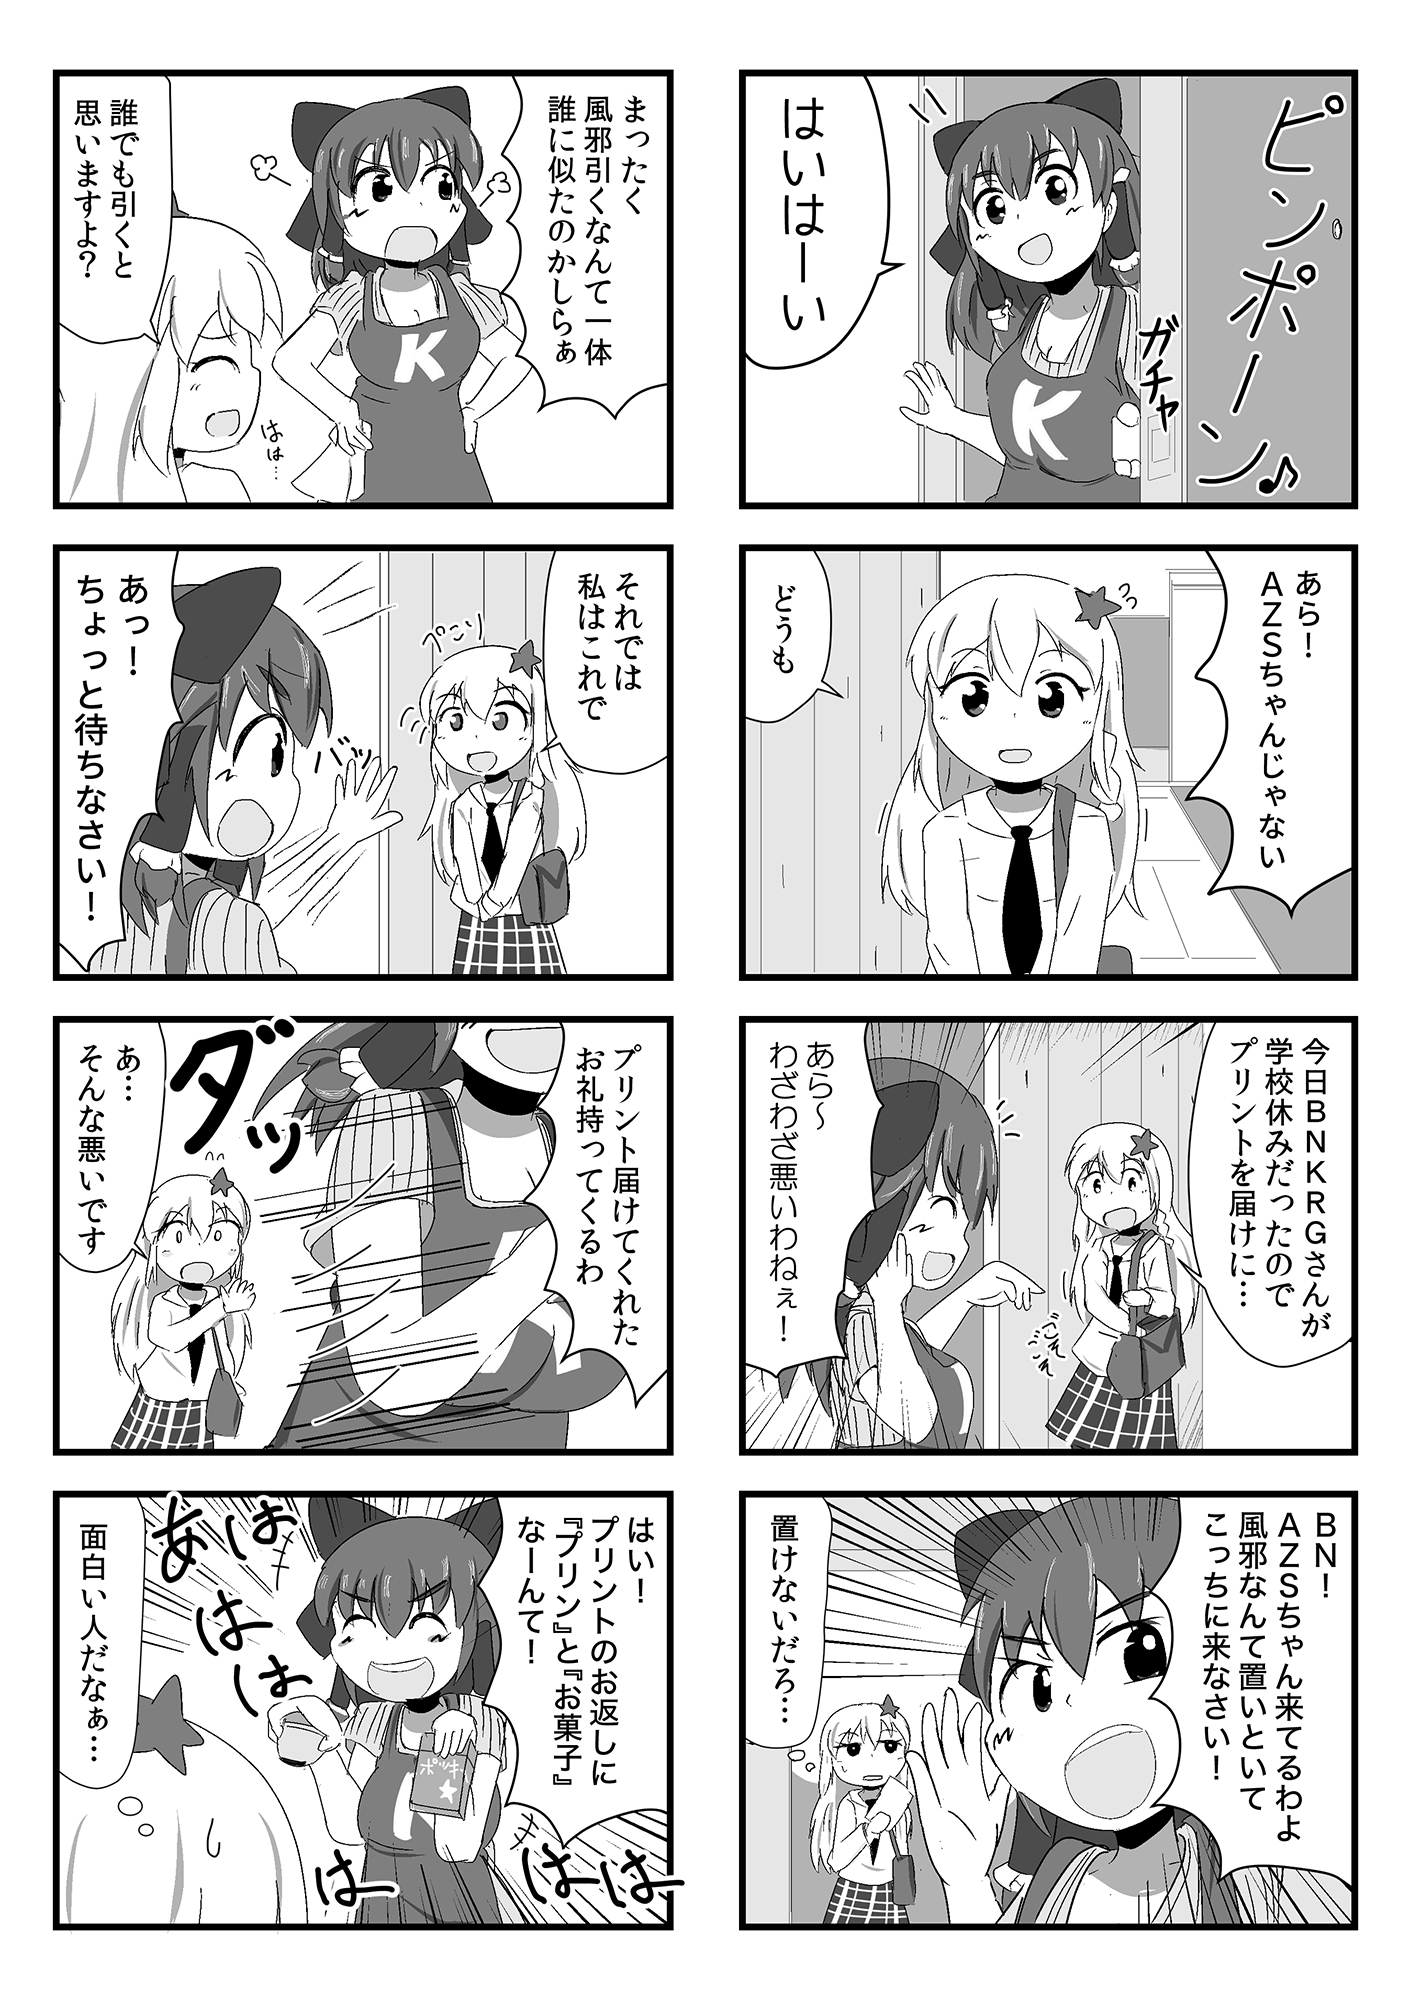 ピンポーン♪
ガチャ
はいはーい
K
あら！
AZSちゃんじゃない
どうも
今日BNKRGさんが
学校休みだったので
プリントを届けに…
ごそごそ
あら～
わざわざ悪いわねぇ！
BN！
AZSちゃん来てるわよ
風邪なんて置いといて
こっちに来なさい！
置けないだろ…
まったく
風邪引くなんて一体
誰に似たのかしらぁ
K
誰でも引くと
思いますよ？
はは…
それでは
私はこれで
ペこり
バッ
あっ！
ちょっと待ちなさい！
プリント届けてくれた
お礼持ってくるわ
ダッ
あ…
そんな悪いです
はい！
プリントのお返しに
『プリン』と『お菓子』
なーんて！
ポッキー
あはははははは
面白い人だなぁ…